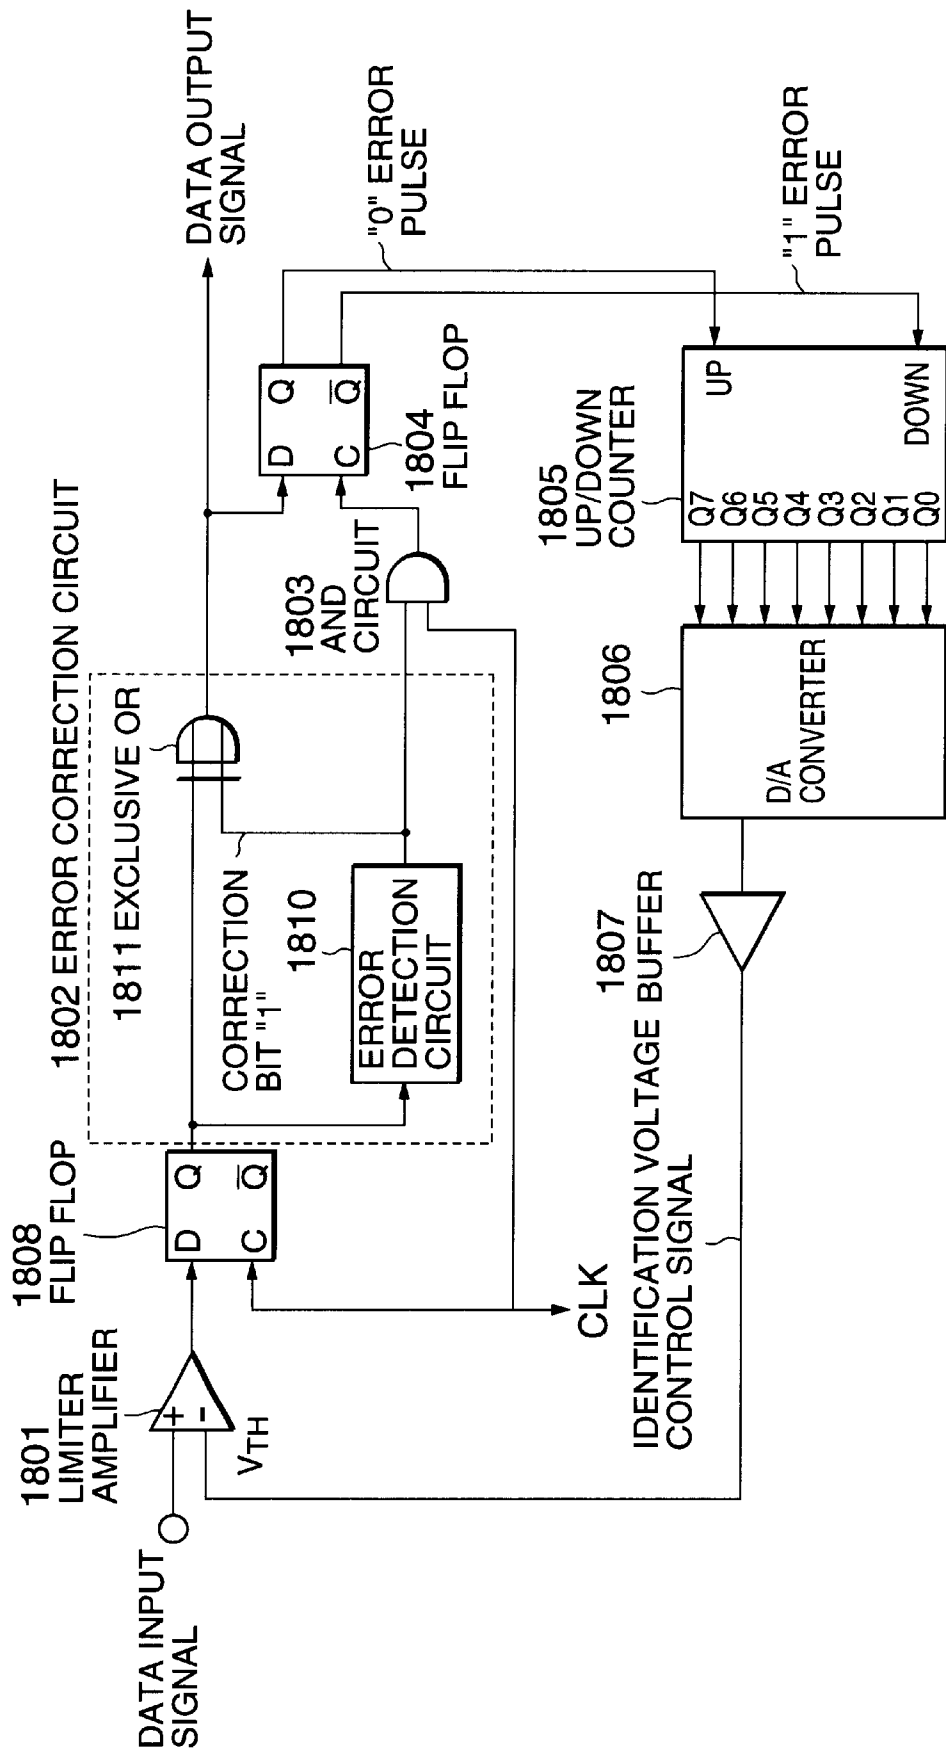 DATA INPUT
SIGNAL
1801
LIMITER
AMPLIFIER
+
-
VTH
1808
FLIP FLOP
D
Q
C
Q
CLK
1802 ERROR CORRECTION CIRCUIT
1811 EXCLUSIVE OR
CORRECTION
BIT "1"
1810
ERROR
DETECTION
CIRCUIT
1803
AND
CIRCUIT
DATA OUTPUT
SIGNAL
D
Q
C
Q
1804
FLIP FLOP
"0" ERROR
PULSE
"1" ERROR
PULSE
1805
UP/DOWN
COUNTER
UP
DOWN
Q7
Q6
Q5
Q4
Q3
Q2
Q1
Q0
1806
D/A
CONVERTER
1807
BUFFER
IDENTIFICATION VOLTAGE
CONTROL SIGNAL